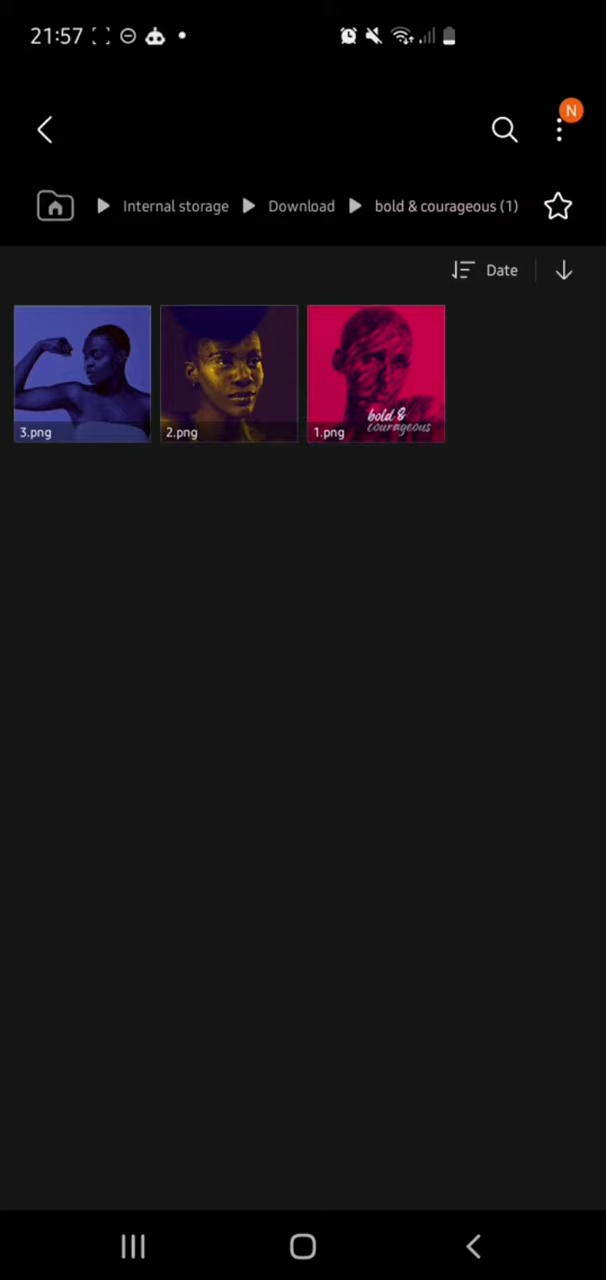 21:57
N
Internal storage
Download
bold & courageous (1)
Date
3.png
2.png
1.png
bold &
courageous